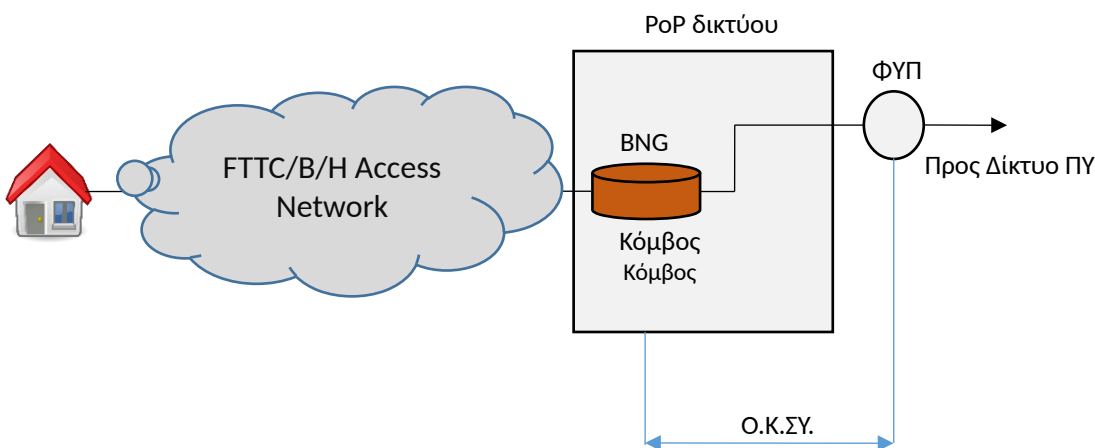 PoP δικτύου
ΦΥΠ
BNG
FTTC/B/H Access
Network
Προς Δίκτυο ΠΥ
Κόμβος
Κόμβος
Ο.Κ.ΣΥ.